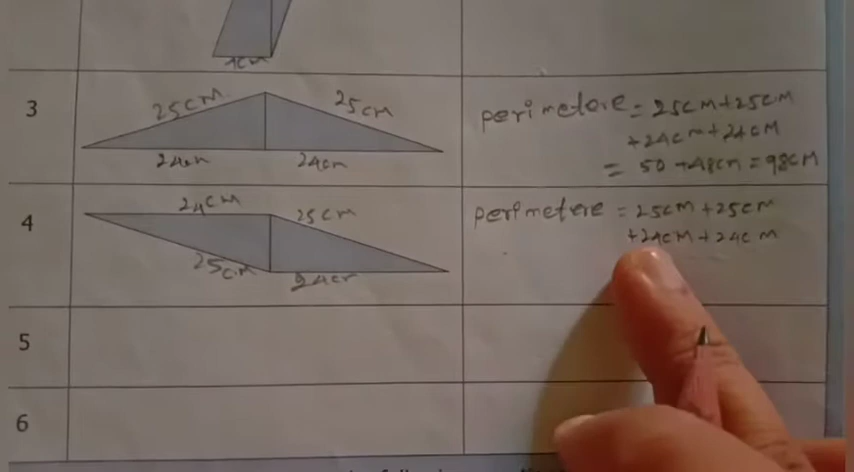 7cm
3
25cm
25cm
24cm
24cm
perimetere = 25cm+25cm
+24cm+24cm
= 50 +48cm = 98cm
4
24cm
25cm
25cm
24cm
perimetere = 25cm+25cm
+24cm+24cm
5
6